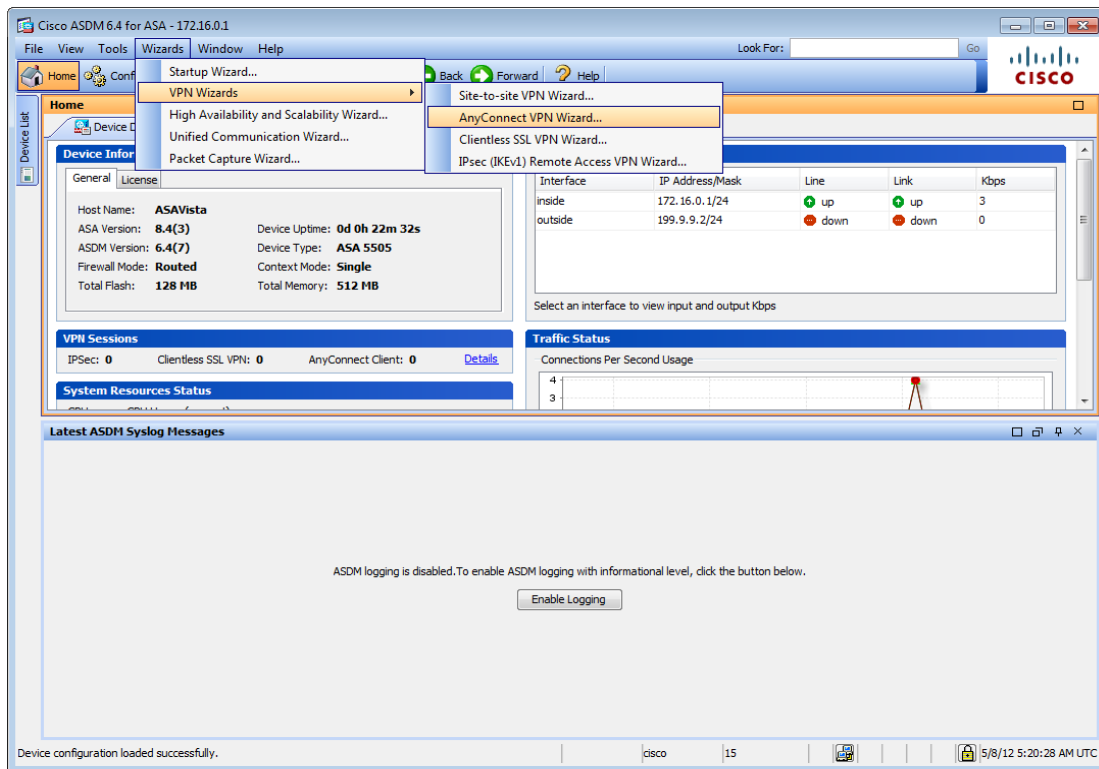 Cisco ASDM 6.4 for ASA - 172.16.0.1
File View Tools Wizards Window Help Look For: Go
CISCO
Home Back Forward Help
Startup Wizard...
VPN Wizards
High Availability and Scalability Wizard...
Unified Communication Wizard...
Packet Capture Wizard...
Site-to-site VPN Wizard...
AnyConnect VPN Wizard...
Clientless SSL VPN Wizard...
IPsec (IKEv1) Remote Access VPN Wizard...
Device List
Home
General License
Host Name: ASAVista
ASA Version: 8.4(3) Device Uptime: 0d 0h 22m 32s
ASDM Version: 6.4(7) Device Type: ASA 5505
Firewall Mode: Routed Context Mode: Single
Total Flash: 128 MB Total Memory: 512 MB
Interface IP Address/Mask Line Link Kbps
inside 172.16.0.1/24 up up 3
outside 199.9.9.2/24 down down 0
Select an interface to view input and output Kbps
VPN Sessions
IPSec: 0 Clientless SSL VPN: 0 AnyConnect Client: 0 Details
System Resources Status
Traffic Status
Connections Per Second Usage
4
3
Latest ASDM Syslog Messages
ASDM logging is disabled.To enable ASDM logging with informational level, click the button below.
Enable Logging
Device configuration loaded successfully. cisco 15 5/8/12 5:20:28 AM UTC